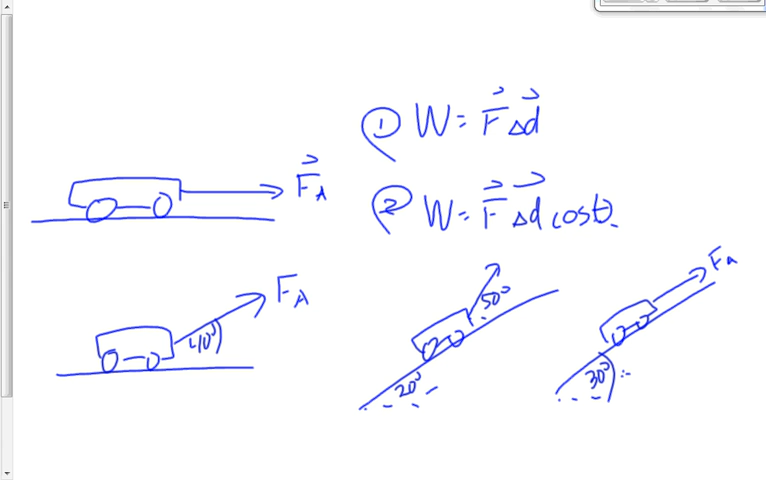 ① W = F⃗ Δd⃗
F⃗A
② W = F⃗ Δd⃗ cosθ.
FA
40°
50°
20°
FA
30°